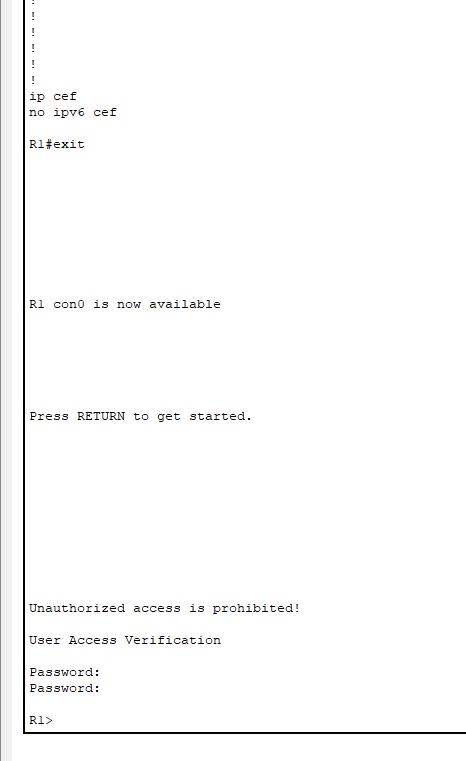 !
!
!
!
!
!
ip cef
no ipv6 cef
R1#exit
R1 con0 is now available
Press RETURN to get started.
Unauthorized access is prohibited!
User Access Verification
Password:
Password:
R1>